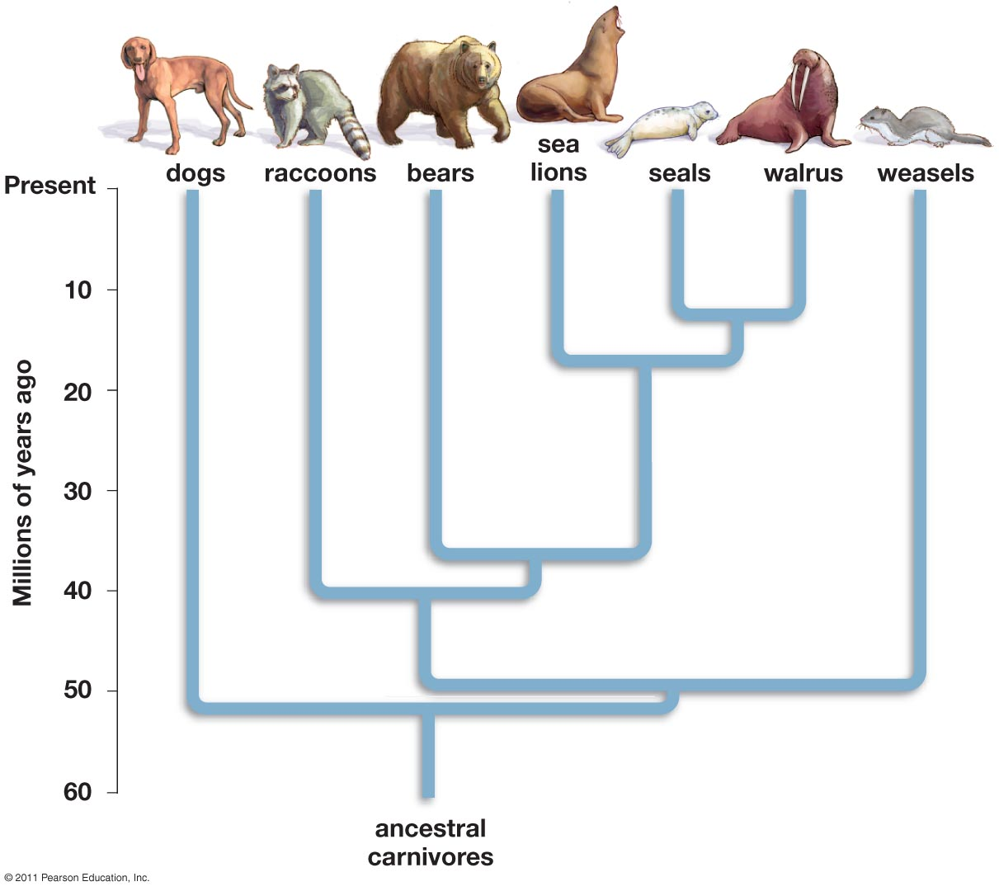 sea
lions
dogs
raccoons
bears
seals
walrus
weasels
Present
10
20
30
40
50
60
Millions of years ago
ancestral
carnivores
© 2011 Pearson Education, Inc.